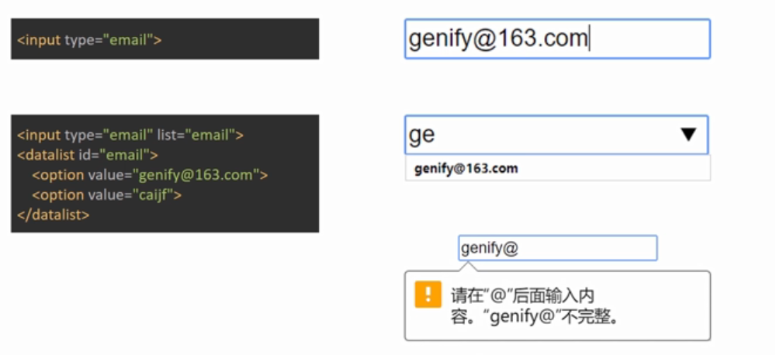 <input type="email">
genify@163.com
<input type="email" list="email">
<datalist id="email">
<option value="genify@163.com">
<option value="caijf">
</datalist>
ge
genify@163.com
genify@
请在“@”后面输入内
容。“genify@”不完整。